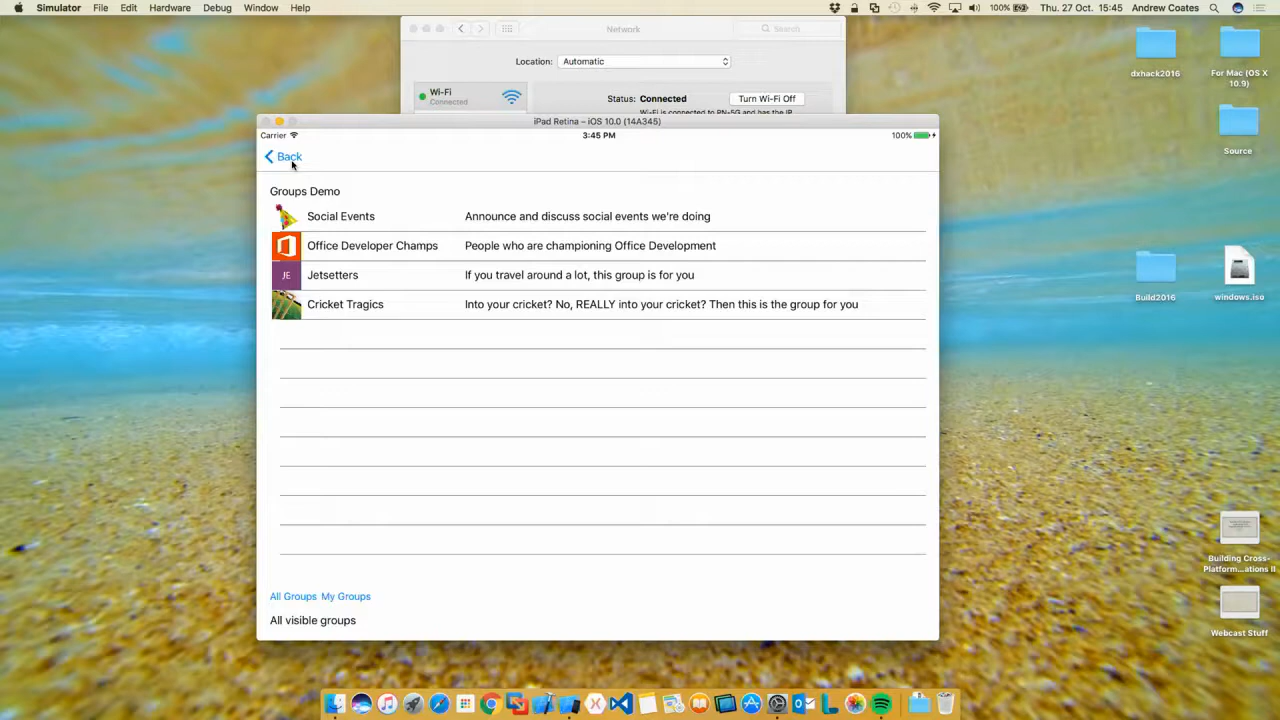 Simulator File Edit Hardware Debug Window Help
100% Thu. 27 Oct. 15:45 Andrew Coates
Network
Search
Location: Automatic
Wi-Fi
Connected
Status: Connected Turn Wi-Fi Off
iPad Retina – iOS 10.0 (14A345)
Carrier 3:45 PM 100%
Back
Groups Demo
Social Events Announce and discuss social events we're doing
Office Developer Champs People who are championing Office Development
JE Jetsetters If you travel around a lot, this group is for you
Cricket Tragics Into your cricket? No, REALLY into your cricket? Then this is the group for you
All Groups My Groups
All visible groups
dxhack2016
For Mac (OS X
10.9)
Source
Build2016
windows.iso
Building Cross-
Platform...ations II
Webcast Stuff